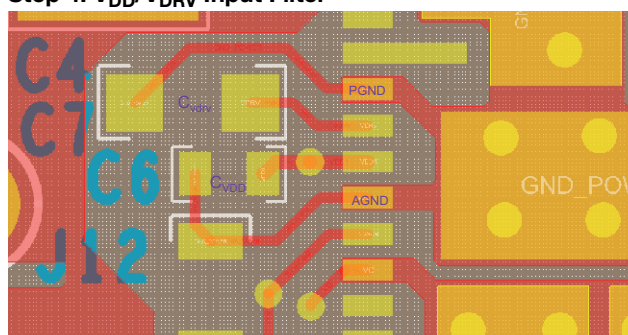 Step 4: VDD/VDRV Input Filter
C4
C7
Cvdrv
PGND
C6
CVDD
AGND
GND_POW
J12